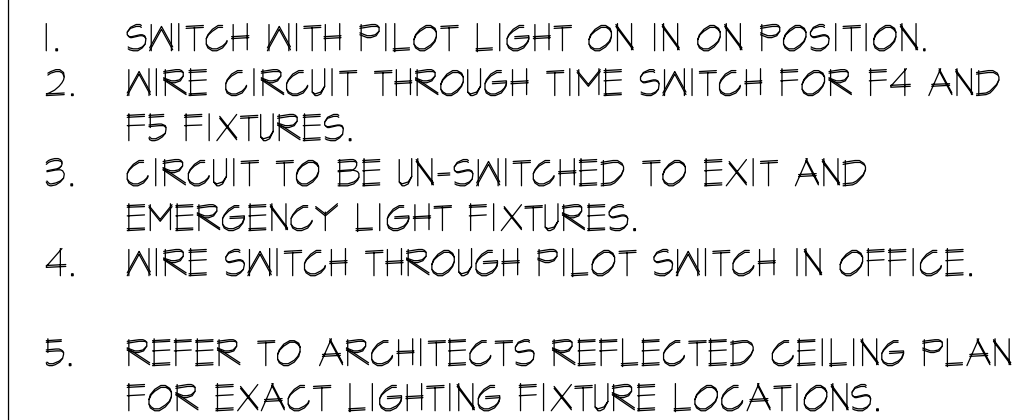 1. SWITCH WITH PILOT LIGHT ON IN ON POSITION.
2. WIRE CIRCUIT THROUGH TIME SWITCH FOR F4 AND
F5 FIXTURES.
3. CIRCUIT TO BE UN-SWITCHED TO EXIT AND
EMERGENCY LIGHT FIXTURES.
4. WIRE SWITCH THROUGH PILOT SWITCH IN OFFICE.
5. REFER TO ARCHITECTS REFLECTED CEILING PLAN
FOR EXACT LIGHTING FIXTURE LOCATIONS.